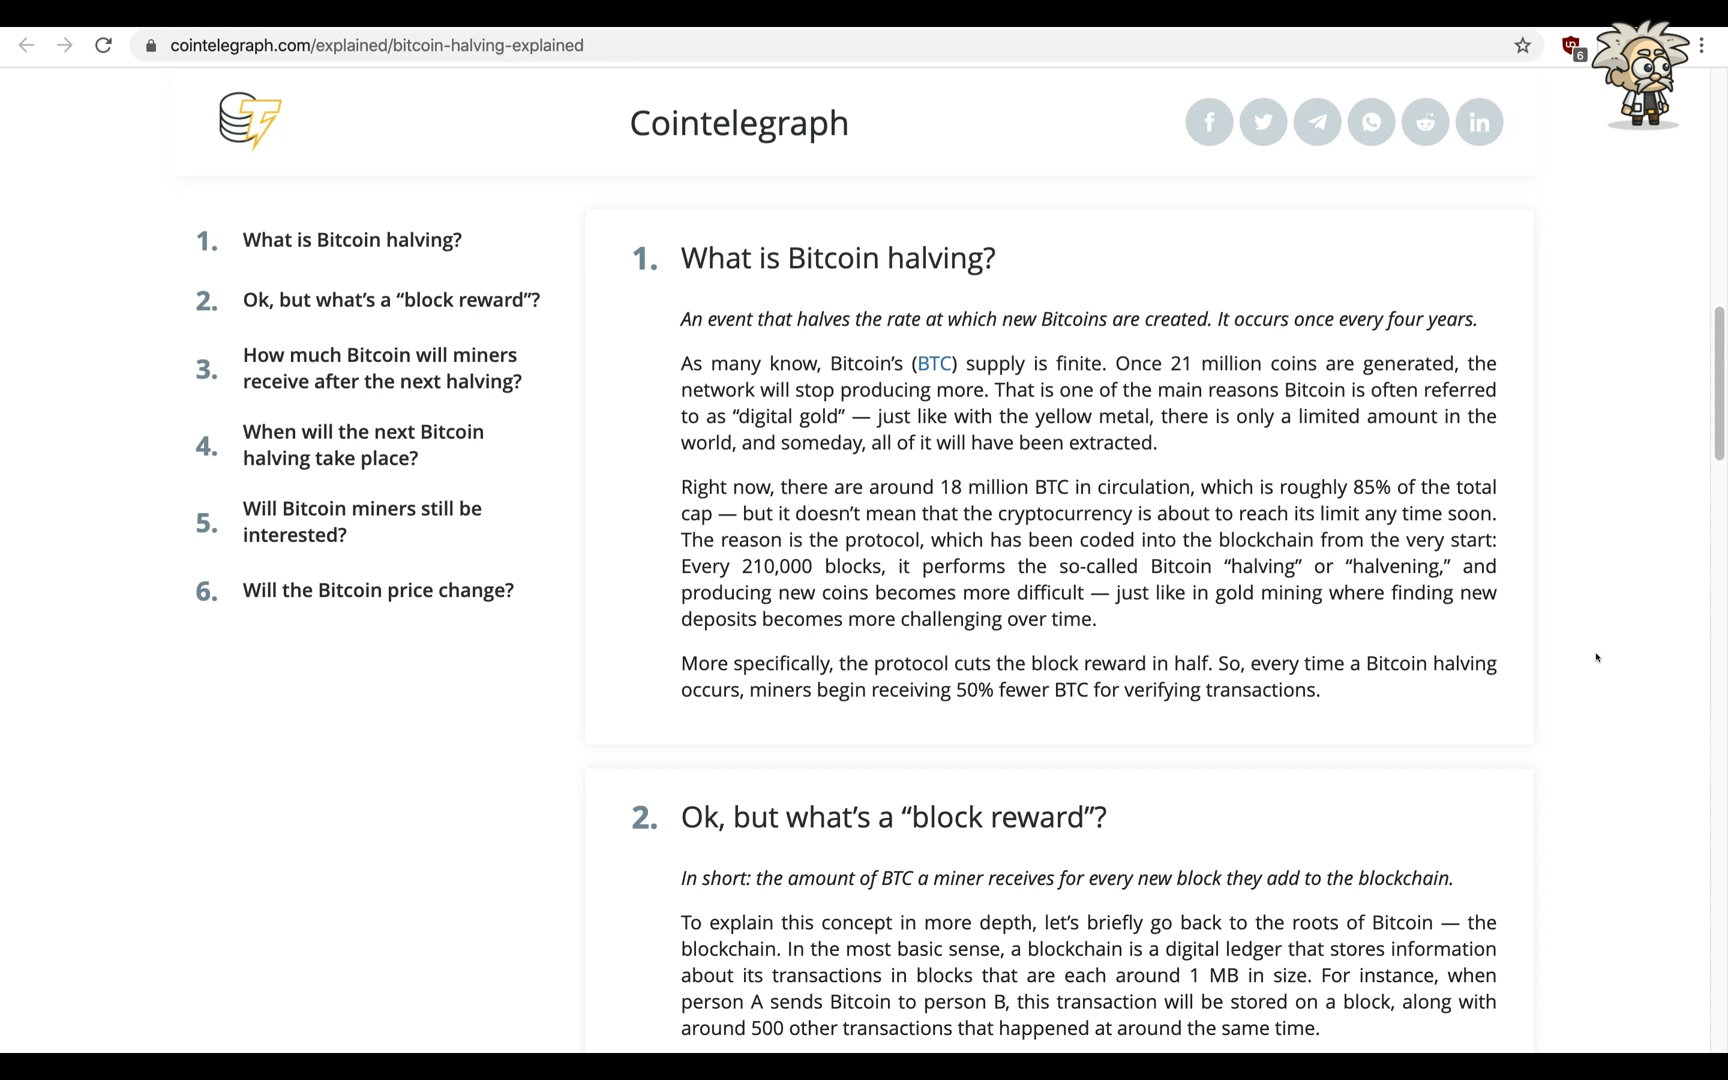 cointelegraph.com/explained/bitcoin-halving-explained
6
Cointelegraph
1. What is Bitcoin halving?
2. Ok, but what’s a “block reward”?
3. How much Bitcoin will miners
receive after the next halving?
4. When will the next Bitcoin
halving take place?
5. Will Bitcoin miners still be
interested?
6. Will the Bitcoin price change?
1. What is Bitcoin halving?
An event that halves the rate at which new Bitcoins are created. It occurs once every four years.
As many know, Bitcoin’s (BTC) supply is finite. Once 21 million coins are generated, the
network will stop producing more. That is one of the main reasons Bitcoin is often referred
to as “digital gold” — just like with the yellow metal, there is only a limited amount in the
world, and someday, all of it will have been extracted.
Right now, there are around 18 million BTC in circulation, which is roughly 85% of the total
cap — but it doesn’t mean that the cryptocurrency is about to reach its limit any time soon.
The reason is the protocol, which has been coded into the blockchain from the very start:
Every 210,000 blocks, it performs the so-called Bitcoin “halving” or “halvening,” and
producing new coins becomes more difficult — just like in gold mining where finding new
deposits becomes more challenging over time.
More specifically, the protocol cuts the block reward in half. So, every time a Bitcoin halving
occurs, miners begin receiving 50% fewer BTC for verifying transactions.
2. Ok, but what’s a “block reward”?
In short: the amount of BTC a miner receives for every new block they add to the blockchain.
To explain this concept in more depth, let’s briefly go back to the roots of Bitcoin — the
blockchain. In the most basic sense, a blockchain is a digital ledger that stores information
about its transactions in blocks that are each around 1 MB in size. For instance, when
person A sends Bitcoin to person B, this transaction will be stored on a block, along with
around 500 other transactions that happened at around the same time.